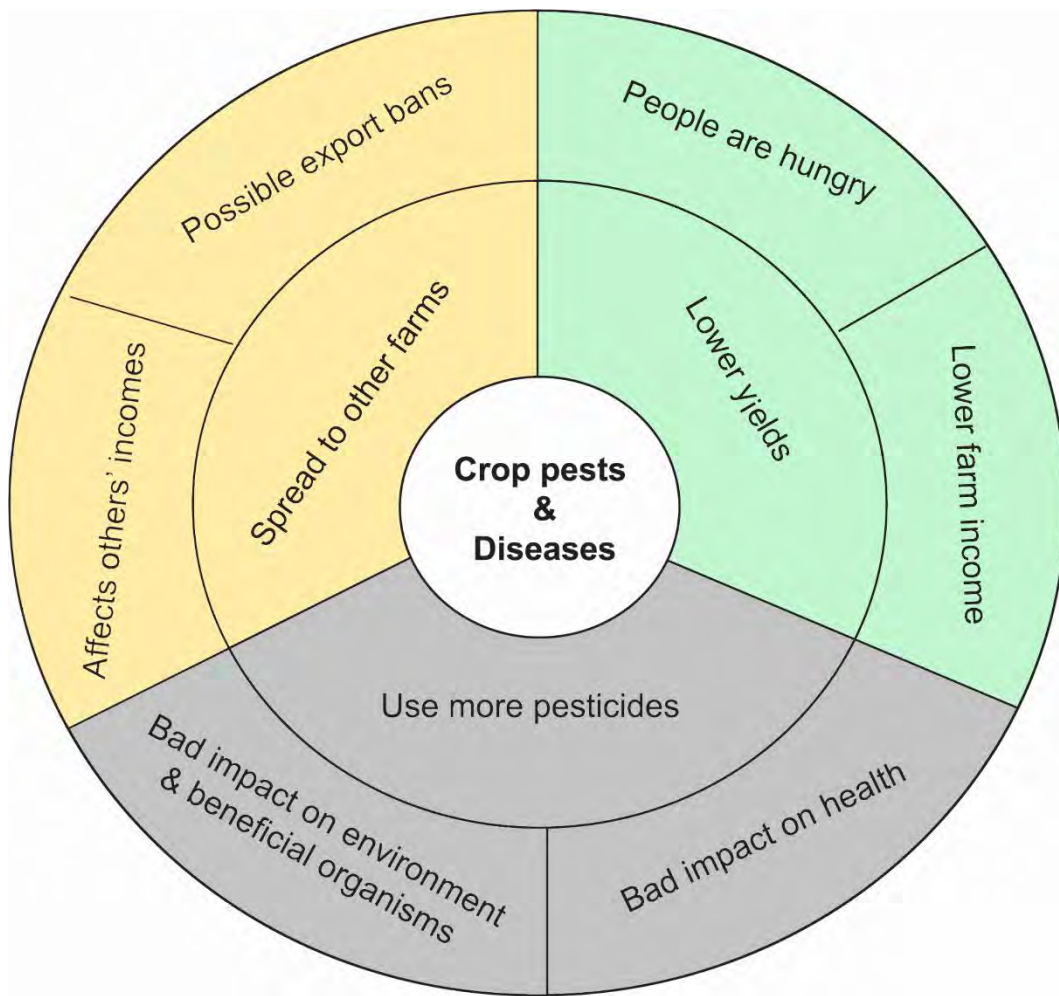 Possible export bans
People are hungry
Affects others' incomes
Spread to other farms
Lower yields
Lower farm income
Crop pests
&
Diseases
Use more pesticides
Bad impact on environment
& beneficial organisms
Bad impact on health